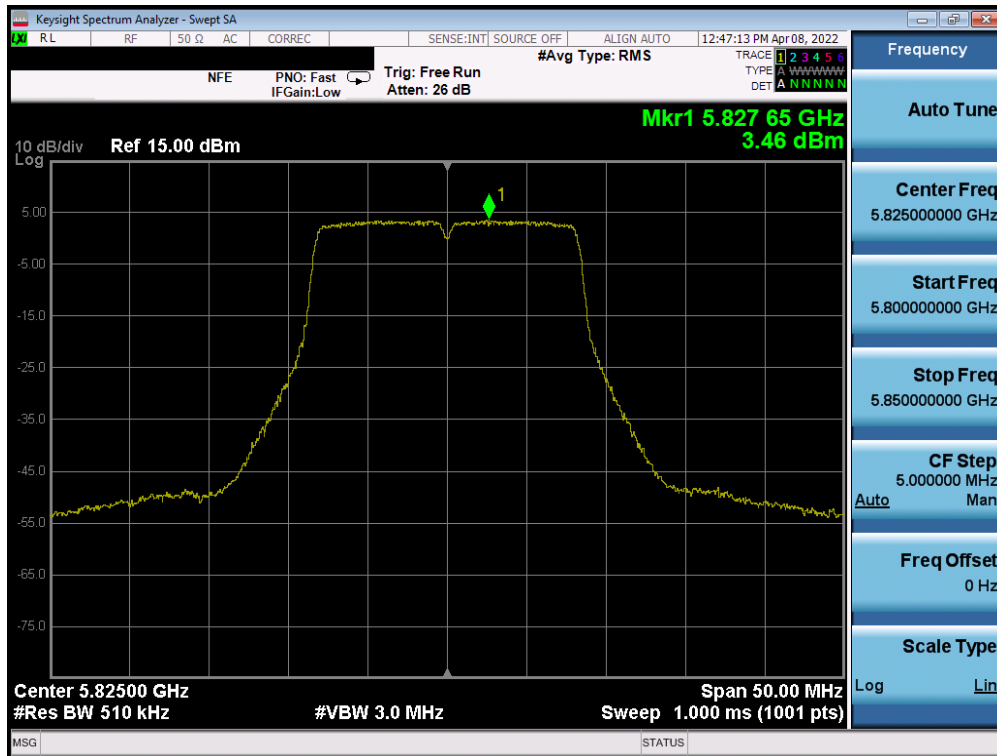 Keysight Spectrum Analyzer - Swept SA
LXI RL RF 50 Ω AC CORREC SENSE:INT SOURCE OFF ALIGN AUTO 12:47:13 PM Apr 08, 2022
NFE PNO: Fast Trig: Free Run #Avg Type: RMS TRACE 1 2 3 4 5 6
IFGain:Low Atten: 26 dB TYPE A WWWWW
DET A N N N N N
Mkr1 5.827 65 GHz
3.46 dBm
10 dB/div Ref 15.00 dBm
Log
1
5.00
-5.00
-15.0
-25.0
-35.0
-45.0
-55.0
-65.0
-75.0
Center 5.82500 GHz Span 50.00 MHz
#Res BW 510 kHz #VBW 3.0 MHz Sweep 1.000 ms (1001 pts)
MSG STATUS
Frequency
Auto Tune
Center Freq
5.825000000 GHz
Start Freq
5.800000000 GHz
Stop Freq
5.850000000 GHz
CF Step
5.000000 MHz
Auto Man
Freq Offset
0 Hz
Scale Type
Log Lin